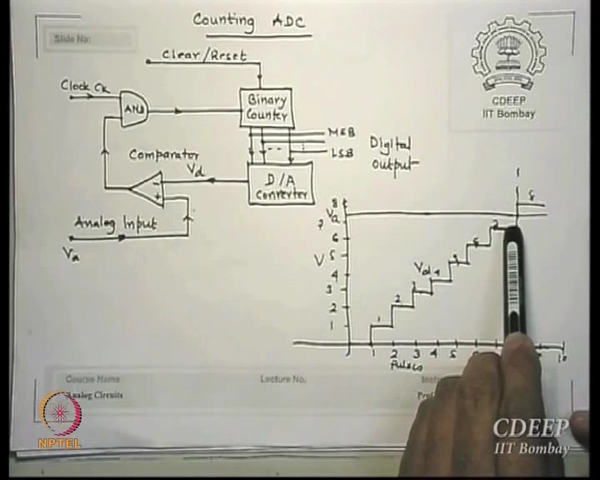 Counting ADC
Slide No:
Clear/Reset
CDEEP
IIT Bombay
Clock Ck
AND
Binary
Counter
MSB
LSB
Digital
output
Comparator
Vd
D/A
Converter
Analog Input
Va
8
Va
7
6
V 5
4
3
2
1
1
2
3
4
5
6
7
8
Vd
1 2 3 4 5 6
10
Pulses
Course Name
Lecture No.
Analog Circuits
NPTEL
CDEEP
IIT Bombay